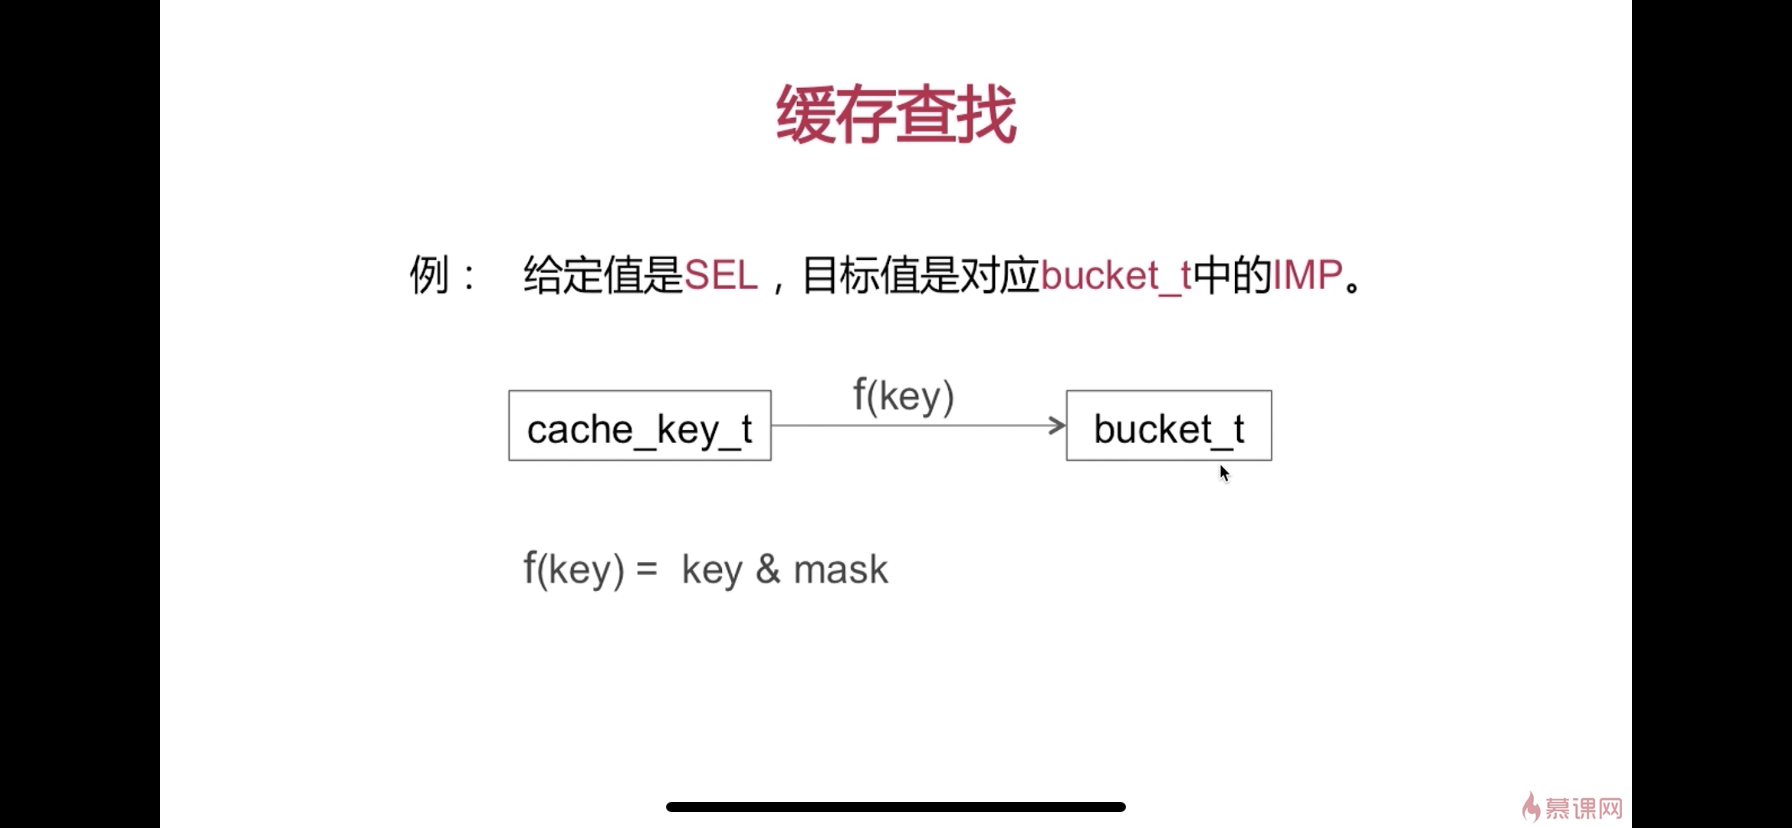 缓存查找
例： 给定值是SEL，目标值是对应bucket_t中的IMP。
f(key)
cache_key_t
bucket_t
f(key) = key & mask
慕课网